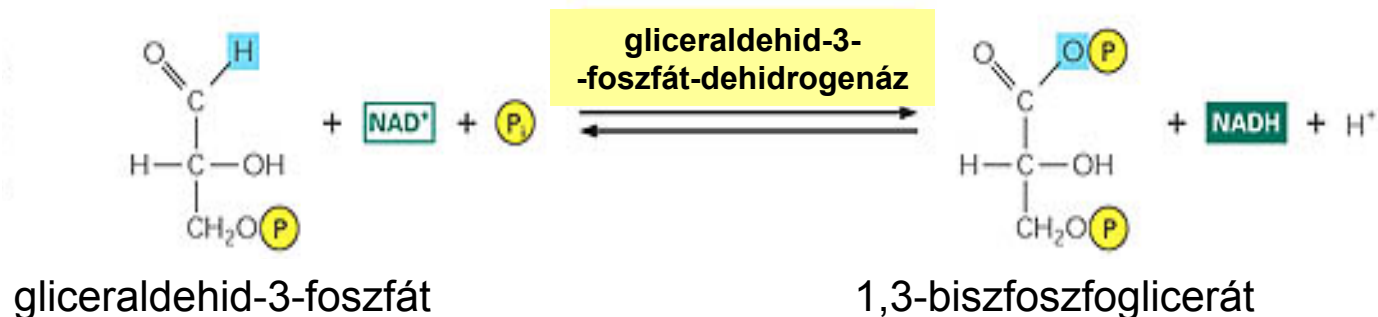 gliceraldehid-3-
-foszfát-dehidrogenáz
O H
C
H—C—OH
CH₂O P
+ NAD⁺ + Pᵢ
O O P
C
H—C—OH
CH₂O P
+ NADH + H⁺
gliceraldehid-3-foszfát
1,3-biszfoszfoglicerát